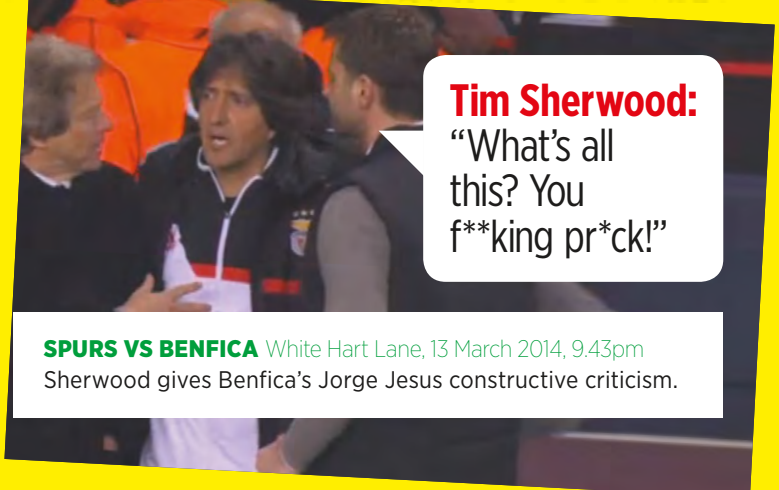 Tim Sherwood:
“What’s all
this? You
f**king pr*ck!”
SPURS VS BENFICA White Hart Lane, 13 March 2014, 9.43pm
Sherwood gives Benfica’s Jorge Jesus constructive criticism.